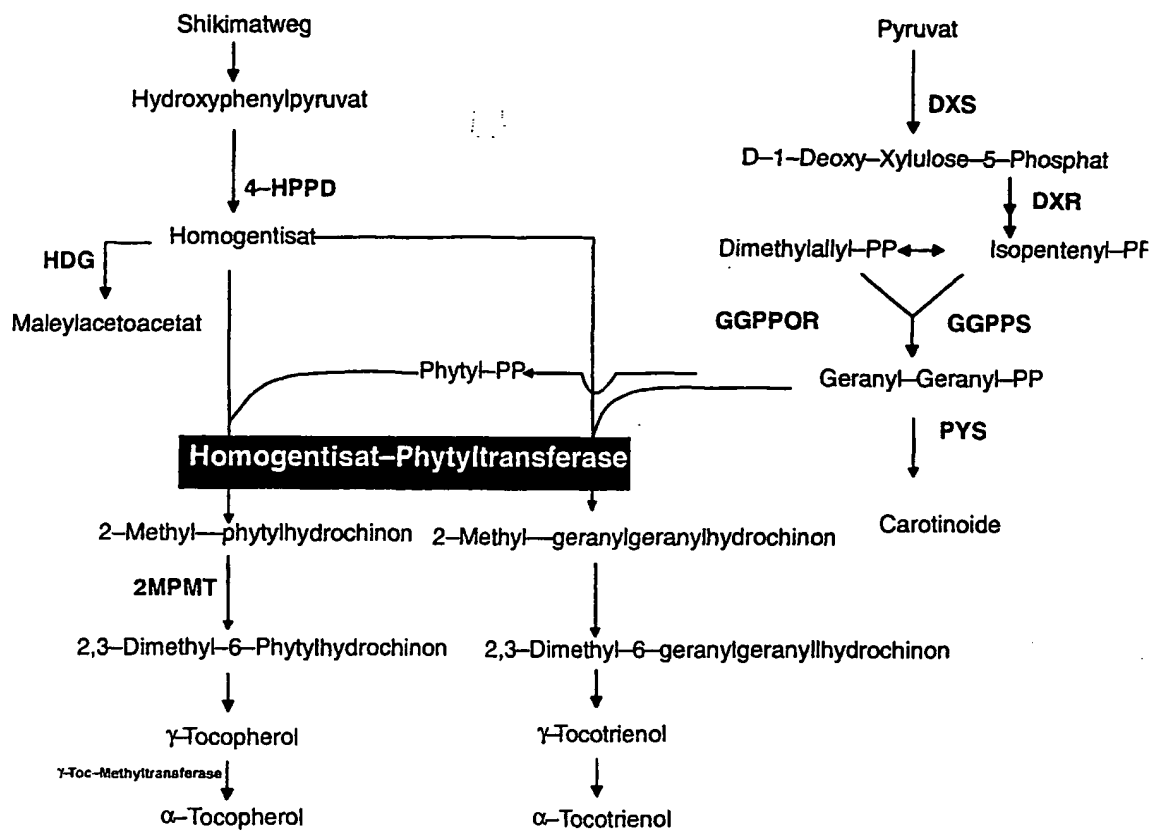 Shikimatweg
Pyruvat
Hydroxyphenylpyruvat
DXS
D–1–Deoxy–Xylulose–5–Phosphat
4–HPPD
DXR
Homogentisat
HDG
Dimethylallyl–PP
Isopentenyl–PP
Maleylacetoacetat
GGPPOR
GGPPS
Phytyl–PP
Geranyl–Geranyl–PP
PYS
Homogentisat–Phytyltransferase
2–Methyl–phytylhydrochinon
2–Methyl–geranylgeranylhydrochinon
Carotinoide
2MPMT
2,3–Dimethyl–6–Phytylhydrochinon
2,3–Dimethyl–6–geranylgeranyllhydrochinon
γ–Tocopherol
γ–Tocotrienol
γ–Toc–Methyltransferase
α–Tocopherol
α–Tocotrienol